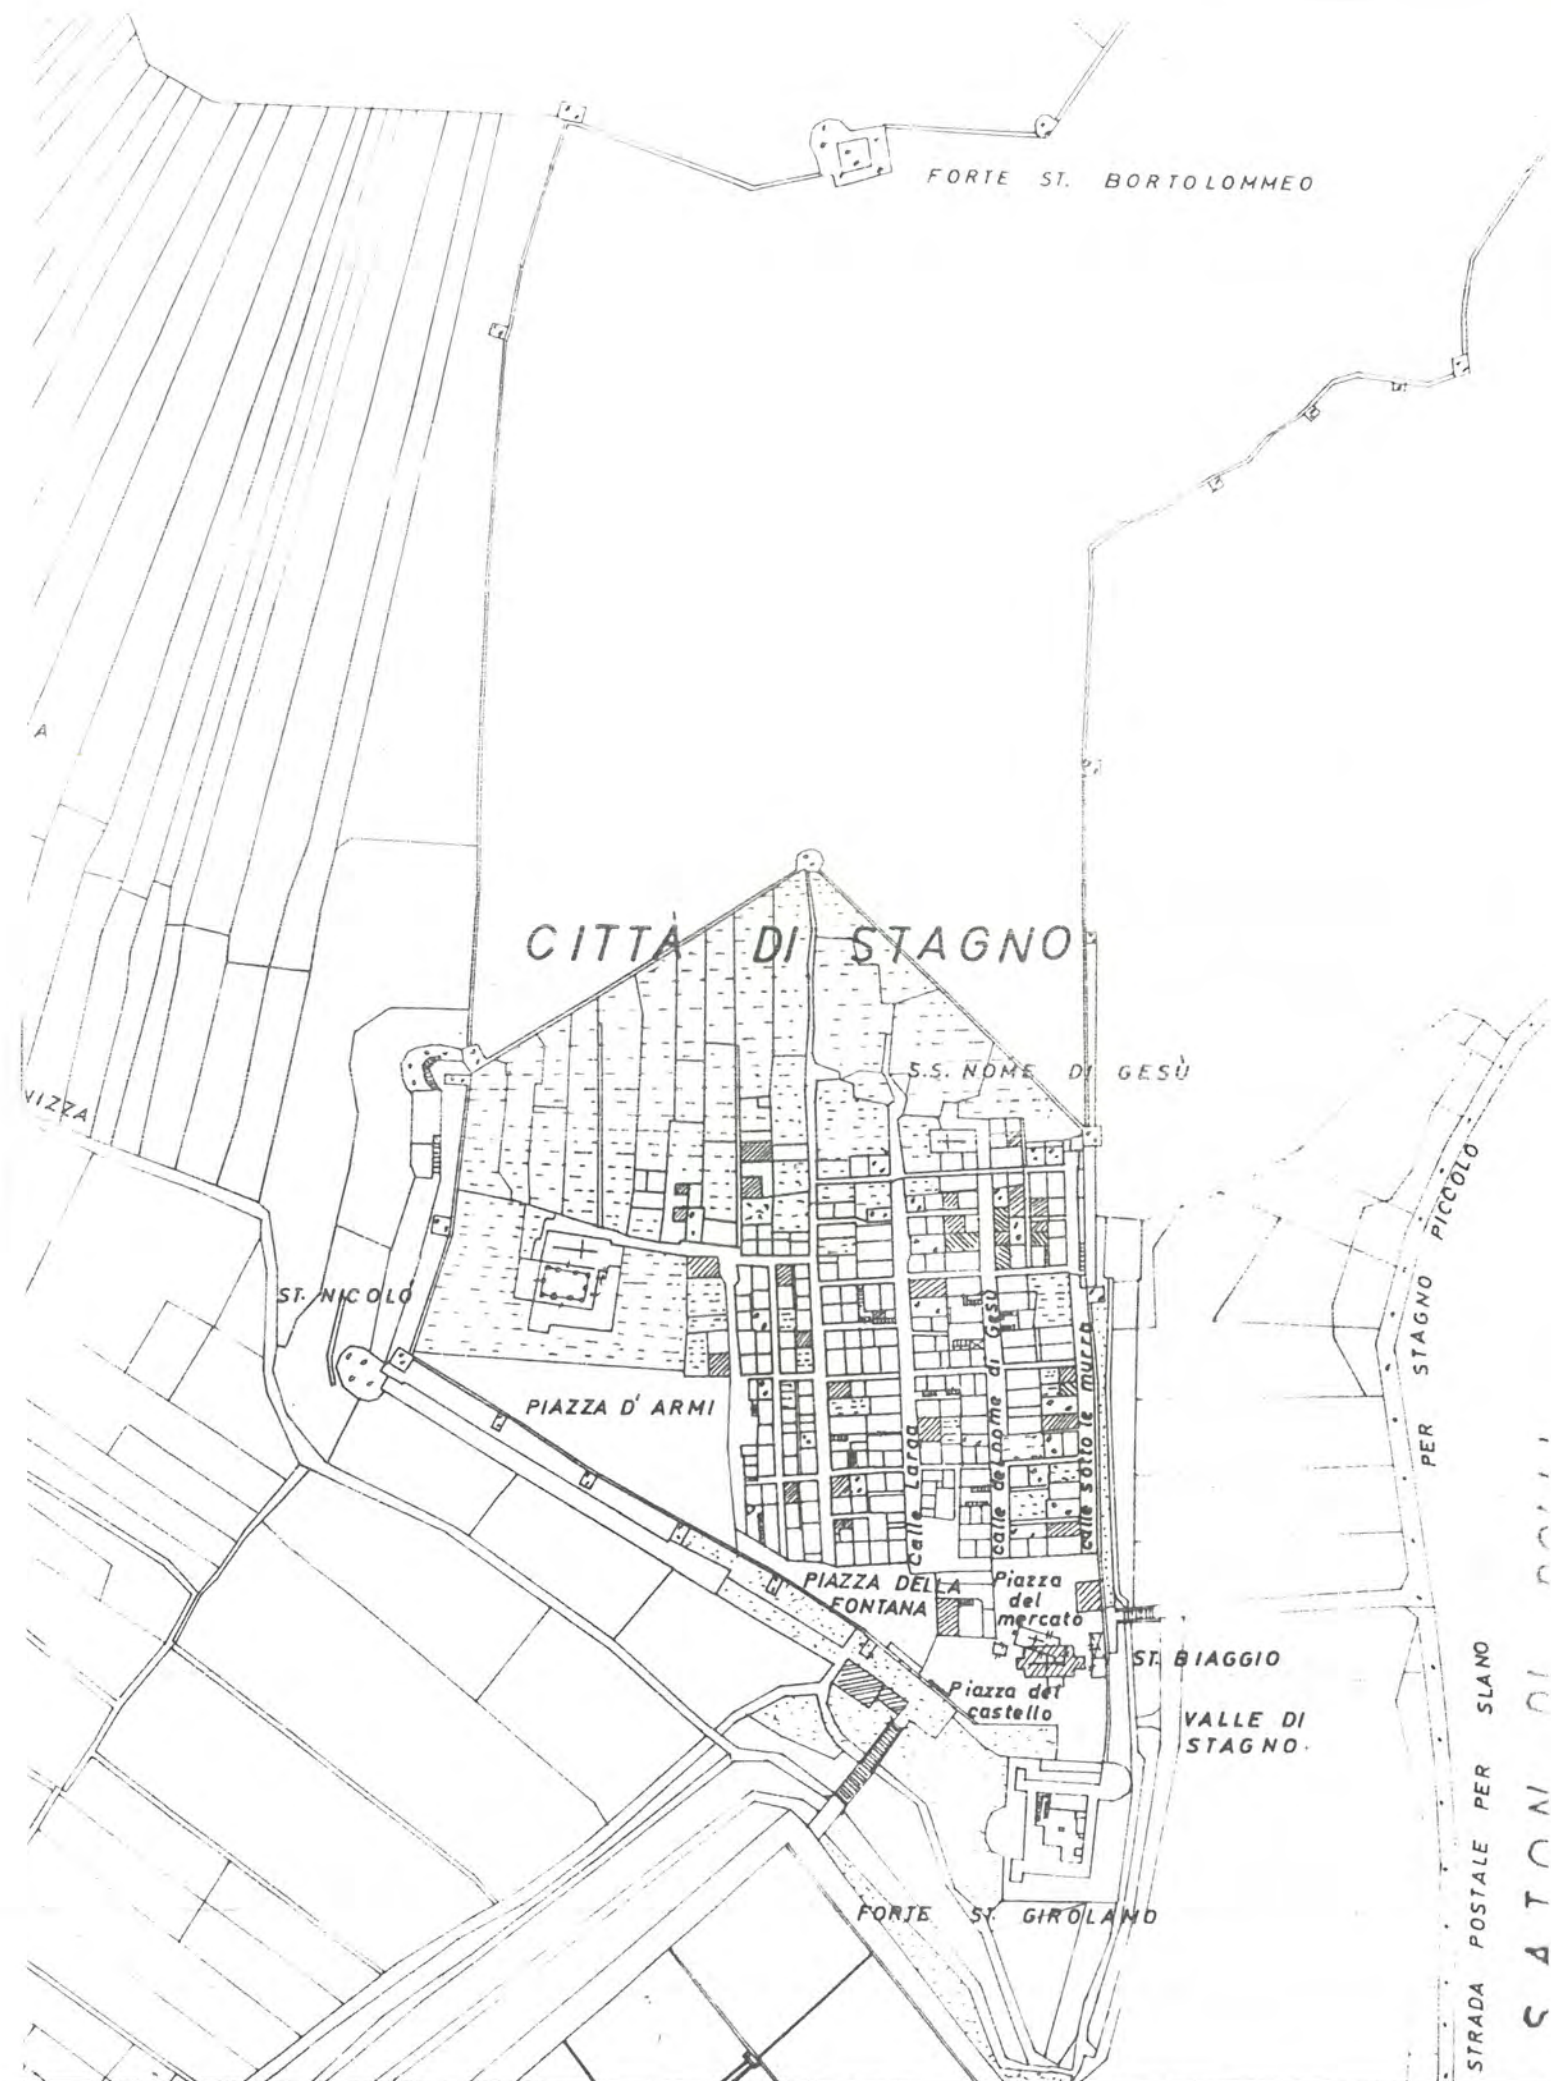 FORTE ST. BORTOLOMMEO
A
CITTÀ DI STAGNO
S.S. NOME DI GESÙ
VIZZA
PER STAGNO PICCOLO
ST. NICOLÒ
PIAZZA D' ARMI
Calle Larga
calle del nome di Gesù
calle sotto le murra
PIAZZA DELLA
FONTANA
Piazza
del
mercato
ST. BIAGGIO
Piazza del
castello
VALLE DI
STAGNO.
FORTE ST. GIROLAMO
STRADA POSTALE PER SLANO